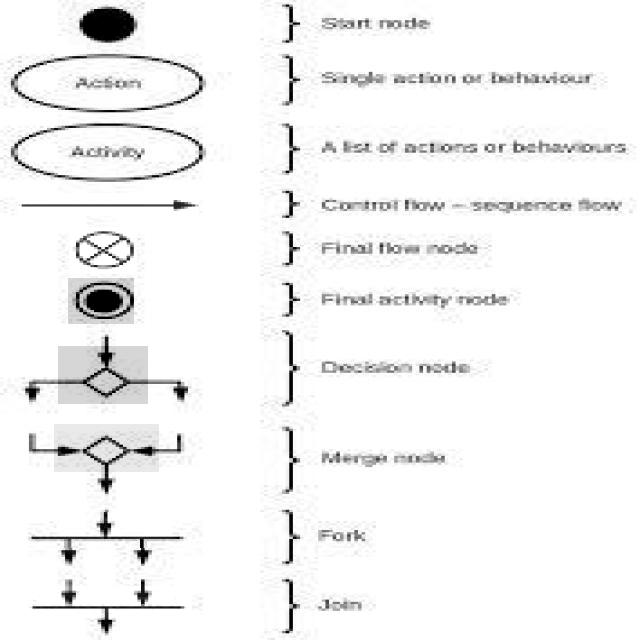 Start node
Action
Single action or behaviour
Activity
A list of actions or behaviours
Control flow – sequence flow
Final flow node
Final activity node
Decision node
Merge node
Fork
Join